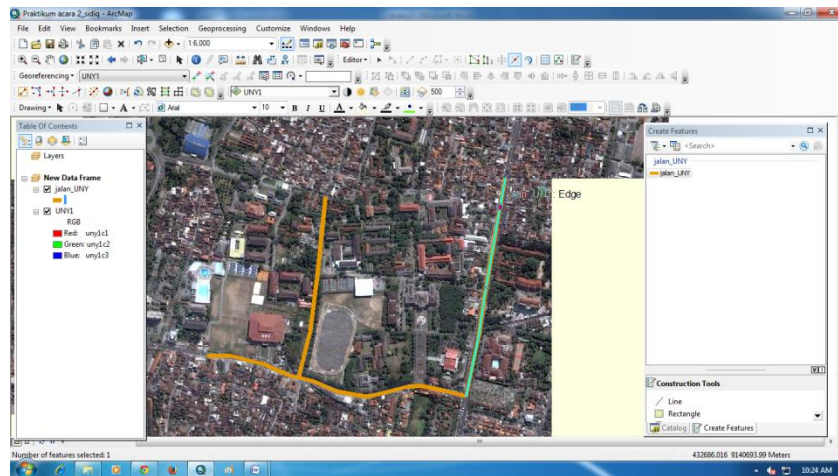 Praktikum acara 2_sidiq - ArcMap
File Edit View Bookmarks Insert Selection Geoprocessing Customize Windows Help
1:6,000
Editor
Georeferencing UNY1
UNY1 500
Drawing Arial 10 B I U A
Table Of Contents
Layers
New Data Frame
jalan_UNY
UNY1
RGB
Red: uny1c1
Green: uny1c2
Blue: uny1c3
Edge
Create Features
<Search>
jalan_UNY
jalan_UNY
Construction Tools
Line
Rectangle
Catalog Create Features
Number of features selected: 1
432686.016 9140693.99 Meters
10:24 AM